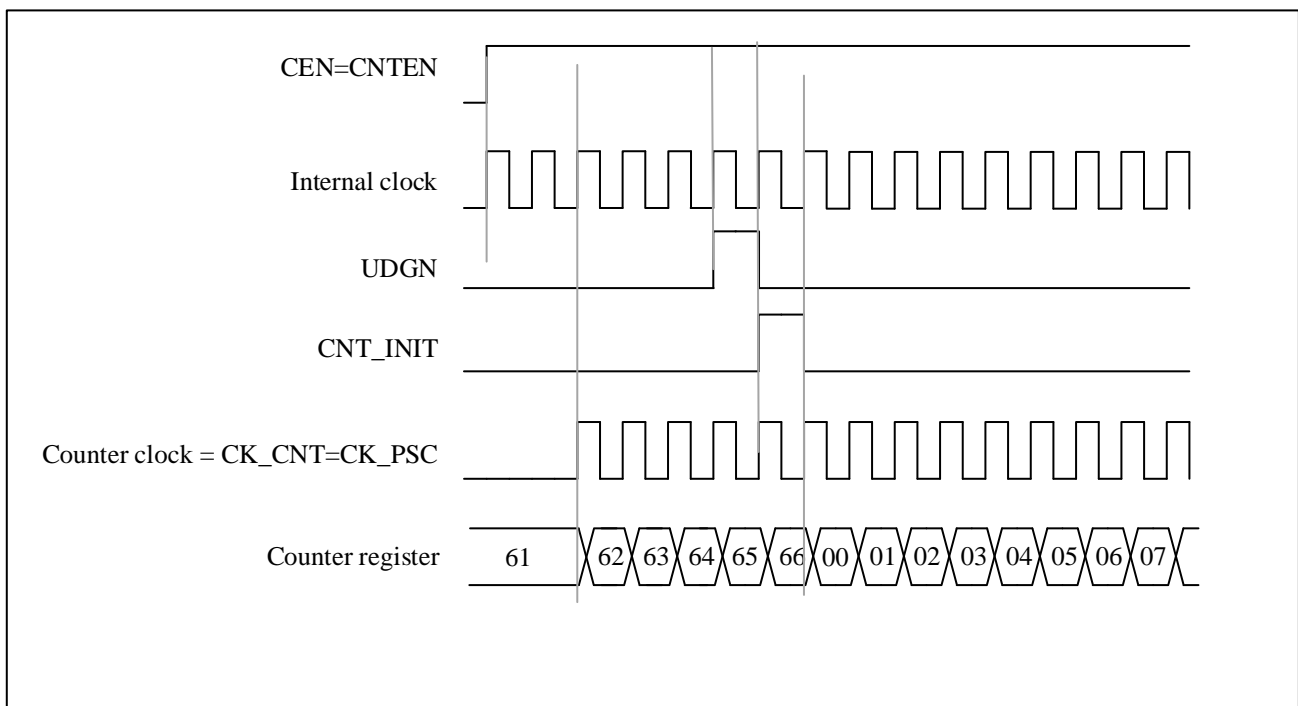 CEN=CNTEN
Internal clock
UDGN
CNT_INIT
Counter clock = CK_CNT=CK_PSC
Counter register 61 62 63 64 65 66 00 01 02 03 04 05 06 07